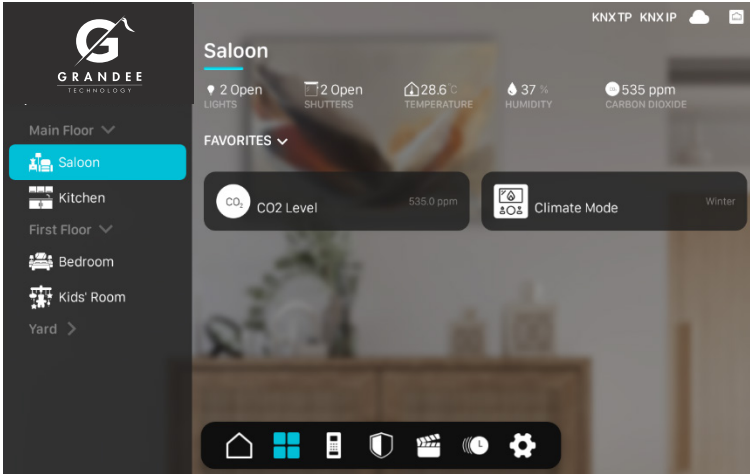 KNX TP KNX IP
GRANDEE
TECHNOLOGY
Main Floor
Saloon
Kitchen
First Floor
Bedroom
Kids' Room
Yard
Saloon
2 Open
LIGHTS
2 Open
SHUTTERS
28.6°C
TEMPERATURE
37 %
HUMIDITY
535 ppm
CARBON DIOXIDE
FAVORITES
CO₂
CO2 Level
535.0 ppm
Climate Mode
Winter